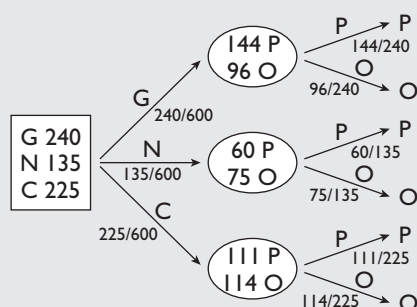 G 240
N 135
C 225
G
240/600
N
135/600
C
225/600
144 P
96 O
P
144/240
P
O
96/240
O
60 P
75 O
P
60/135
P
O
75/135
O
111 P
114 O
P
111/225
P
O
114/225
O